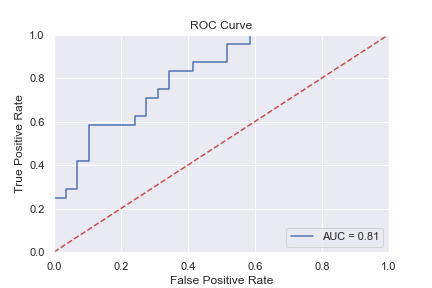 ROC Curve
1.0
0.8
0.6
0.4
0.2
0.0
True Positive Rate
AUC = 0.81
0.0 0.2 0.4 0.6 0.8 1.0
False Positive Rate